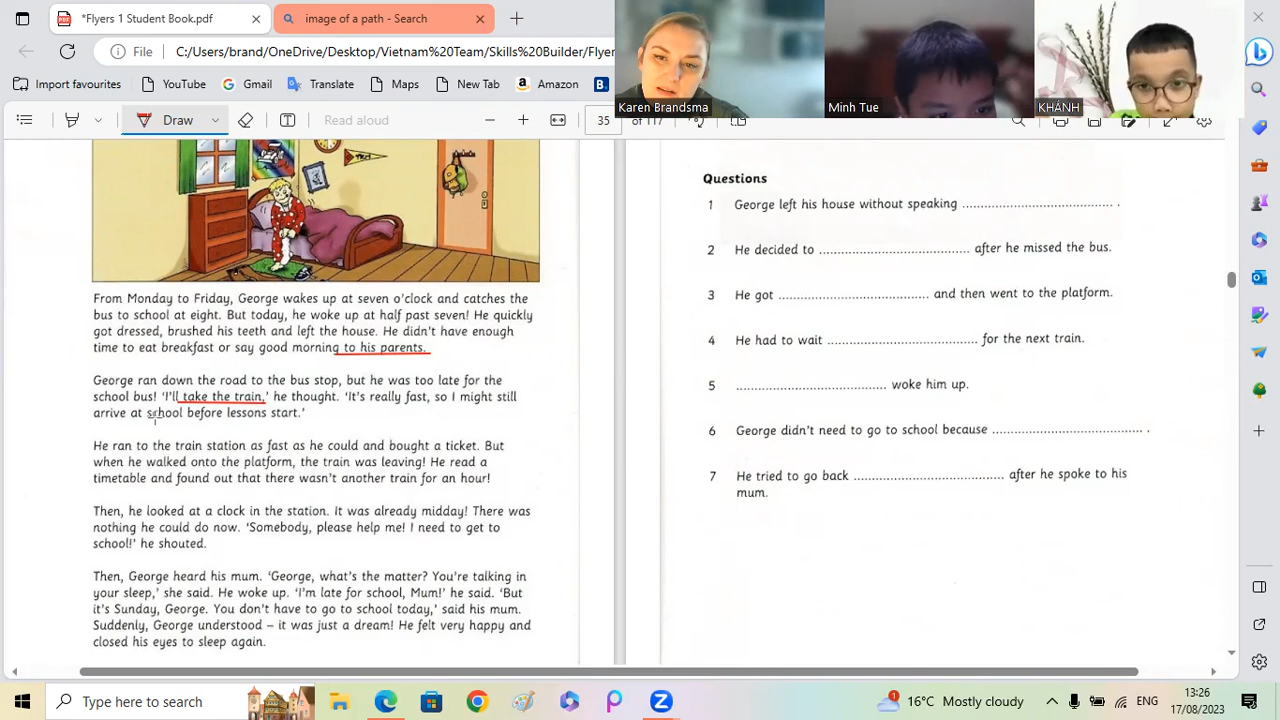 *Flyers 1 Student Book.pdf
image of a path - Search
File
C:/Users/brand/OneDrive/Desktop/Vietnam%20Team/Skills%20Builder/Flyer
Import favourites
YouTube
Gmail
Translate
Maps
New Tab
Amazon
B.
Karen Brandsma
Minh Tue
KHÁNH
Draw
Read aloud
35
of 117
From Monday to Friday, George wakes up at seven o'clock and catches the
bus to school at eight. But today, he woke up at half past seven! He quickly
got dressed, brushed his teeth and left the house. He didn't have enough
time to eat breakfast or say good morning to his parents.
George ran down the road to the bus stop, but he was too late for the
school bus! 'I'll take the train,' he thought. 'It's really fast, so I might still
arrive at school before lessons start.'
He ran to the train station as fast as he could and bought a ticket. But
when he walked onto the platform, the train was leaving! He read a
timetable and found out that there wasn't another train for an hour!
Then, he looked at a clock in the station. It was already midday! There was
nothing he could do now. 'Somebody, please help me! I need to get to
school!' he shouted.
Then, George heard his mum. 'George, what's the matter? You're talking in
your sleep,' she said. He woke up. 'I'm late for school, Mum!' he said. 'But
it's Sunday, George. You don't have to go to school today,' said his mum.
Suddenly, George understood – it was just a dream! He felt very happy and
closed his eyes to sleep again.
Questions
1 George left his house without speaking ........................................ .
2 He decided to ........................................ after he missed the bus.
3 He got ........................................ and then went to the platform.
4 He had to wait ........................................ for the next train.
5 ........................................ woke him up.
6 George didn't need to go to school because ........................................ .
7 He tried to go back ........................................ after he spoke to his
mum.
Type here to search
1
16°C Mostly cloudy
ENG
13:26
17/08/2023